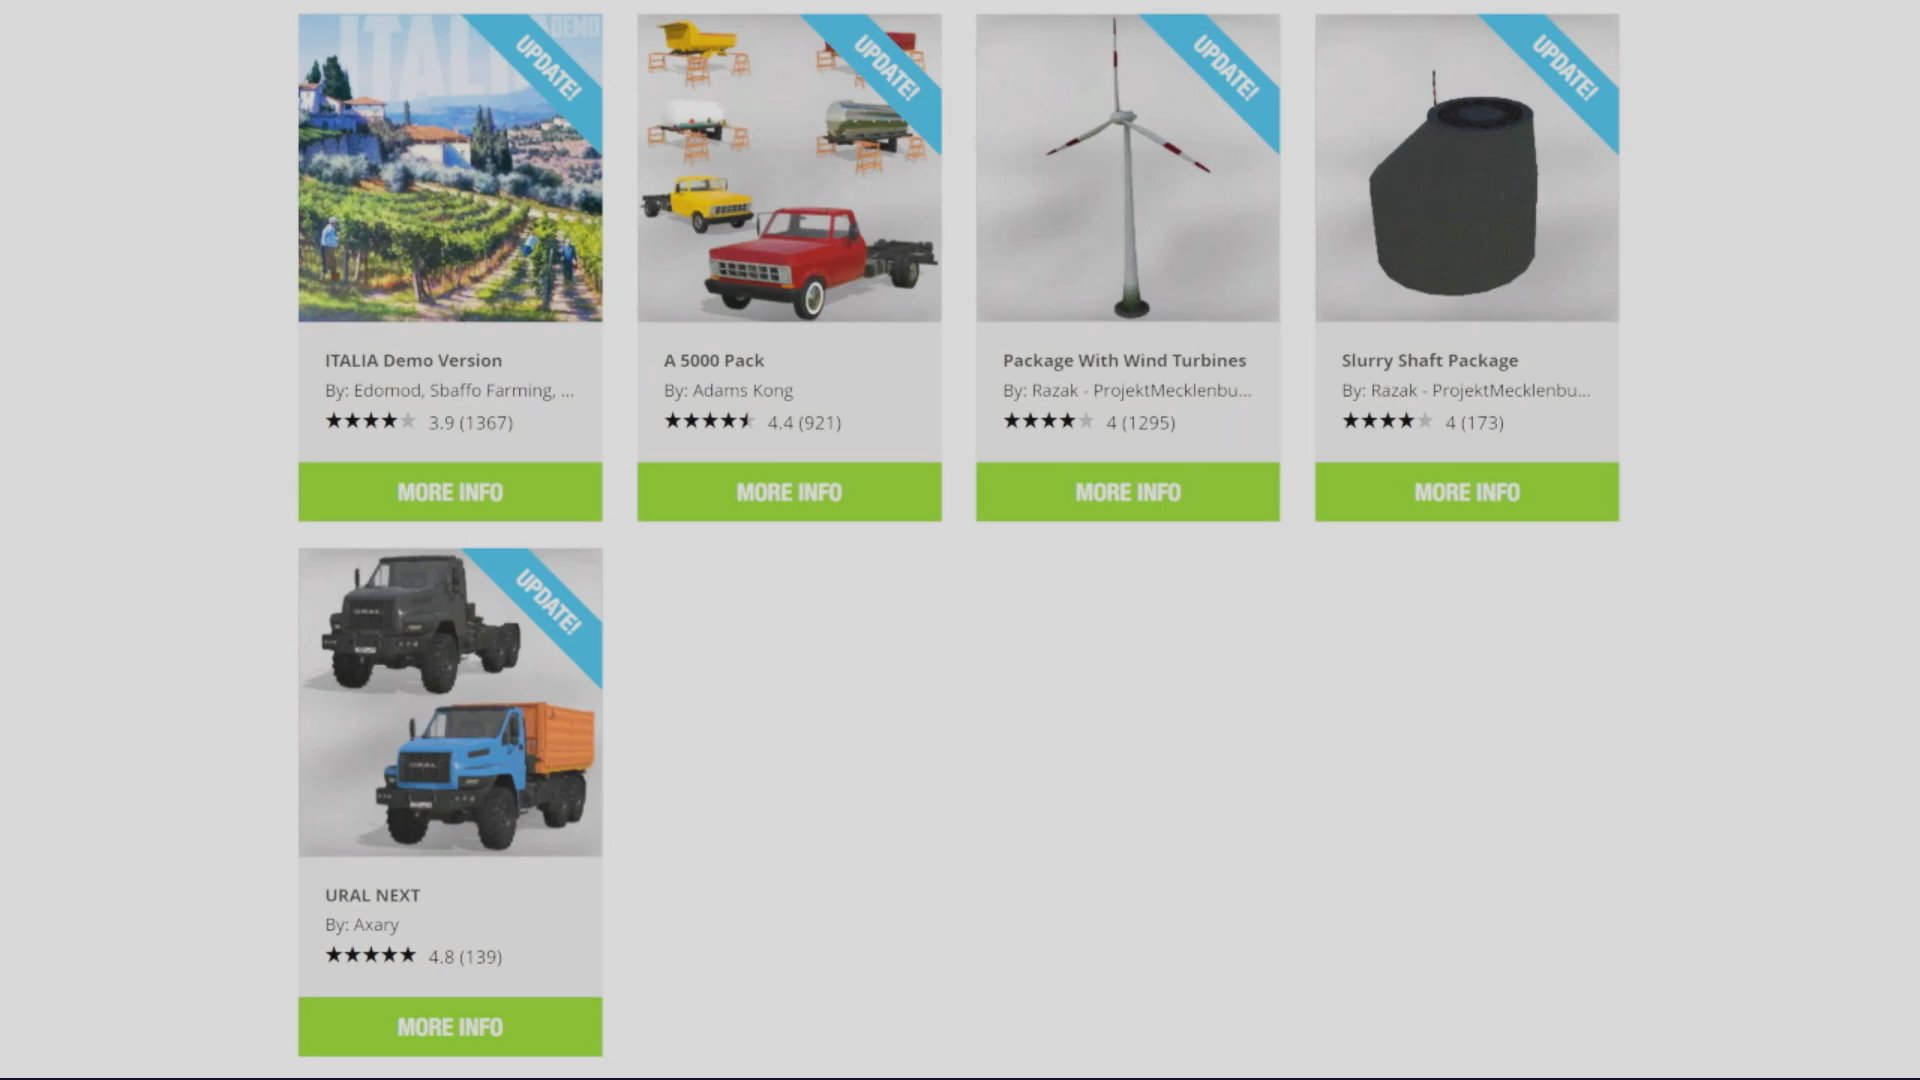 ITALI
DEMO
UPDATE!
UPDATE!
UPDATE!
UPDATE!
ITALIA Demo Version
By: Edomod, Sbaffo Farming, ...
3.9 (1367)
MORE INFO
A 5000 Pack
By: Adams Kong
4.4 (921)
MORE INFO
Package With Wind Turbines
By: Razak - ProjektMecklenbu...
4 (1295)
MORE INFO
Slurry Shaft Package
By: Razak - ProjektMecklenbu...
4 (173)
MORE INFO
UPDATE!
URAL
URAL
URAL NEXT
By: Axary
4.8 (139)
MORE INFO